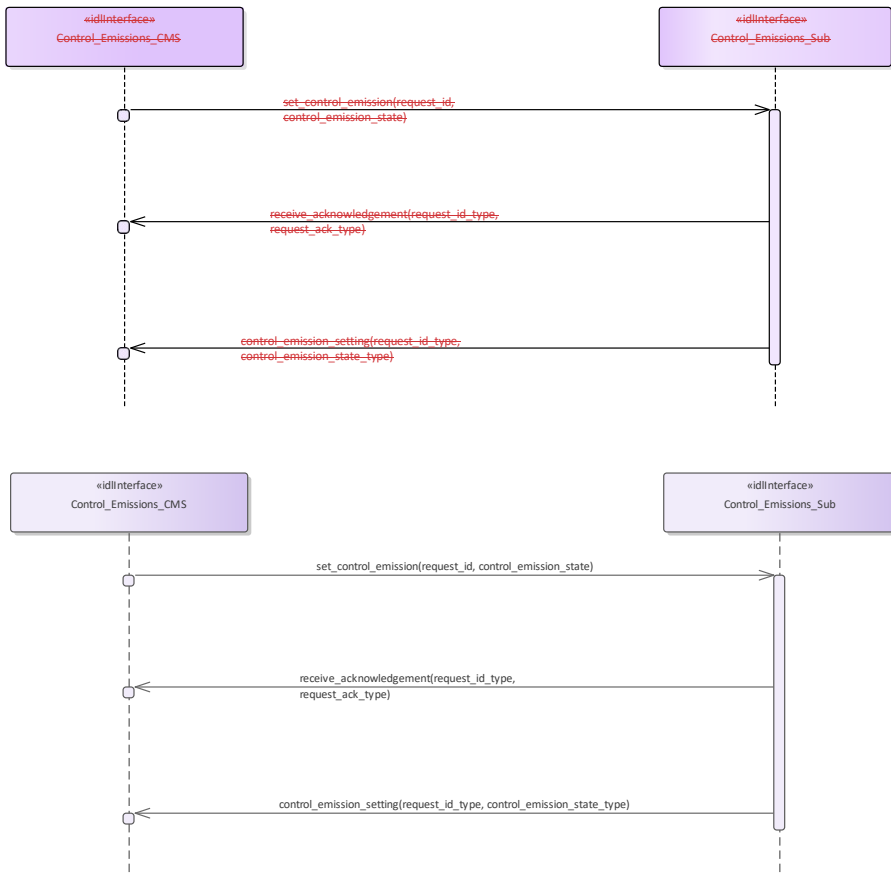 «idlInterface»
Control_Emissions_CMS
«idlInterface»
Control_Emissions_Sub
set_control_emission(request_id,
control_emission_state)
receive_acknowledgement(request_id_type,
request_ack_type)
control_emission_setting(request_id_type,
control_emission_state_type)
«idlInterface»
Control_Emissions_CMS
«idlInterface»
Control_Emissions_Sub
set_control_emission(request_id, control_emission_state)
receive_acknowledgement(request_id_type,
request_ack_type)
control_emission_setting(request_id_type, control_emission_state_type)